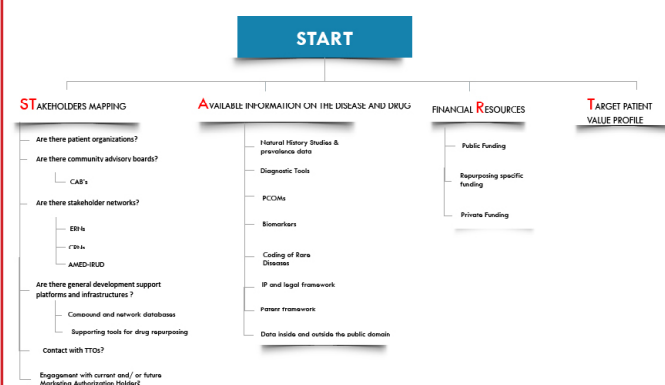 START
STAKEHOLDERS MAPPING
Are there patient organizations?
Are there community advisory boards?
CAB's
Are there stakeholder networks?
ERNs
CRNs
AMED-IRUD
Are there general development support
platforms and infrastructures ?
Compound and network databases
Supporting tools for drug repurposing
Contact with TTOs?
Engagement with current and/ or future
Marketing Authorization Holder?
AVAILABLE INFORMATION ON THE DISEASE AND DRUG
Natural History Studies &
prevalence data
Diagnostic Tools
PCOMs
Biomarkers
Coding of Rare
Diseases
IP and legal framework
Patent framework
Data inside and outside the public domain
FINANCIAL RESOURCES
Public Funding
Repurposing specific
funding
Private Funding
TARGET PATIENT
VALUE PROFILE